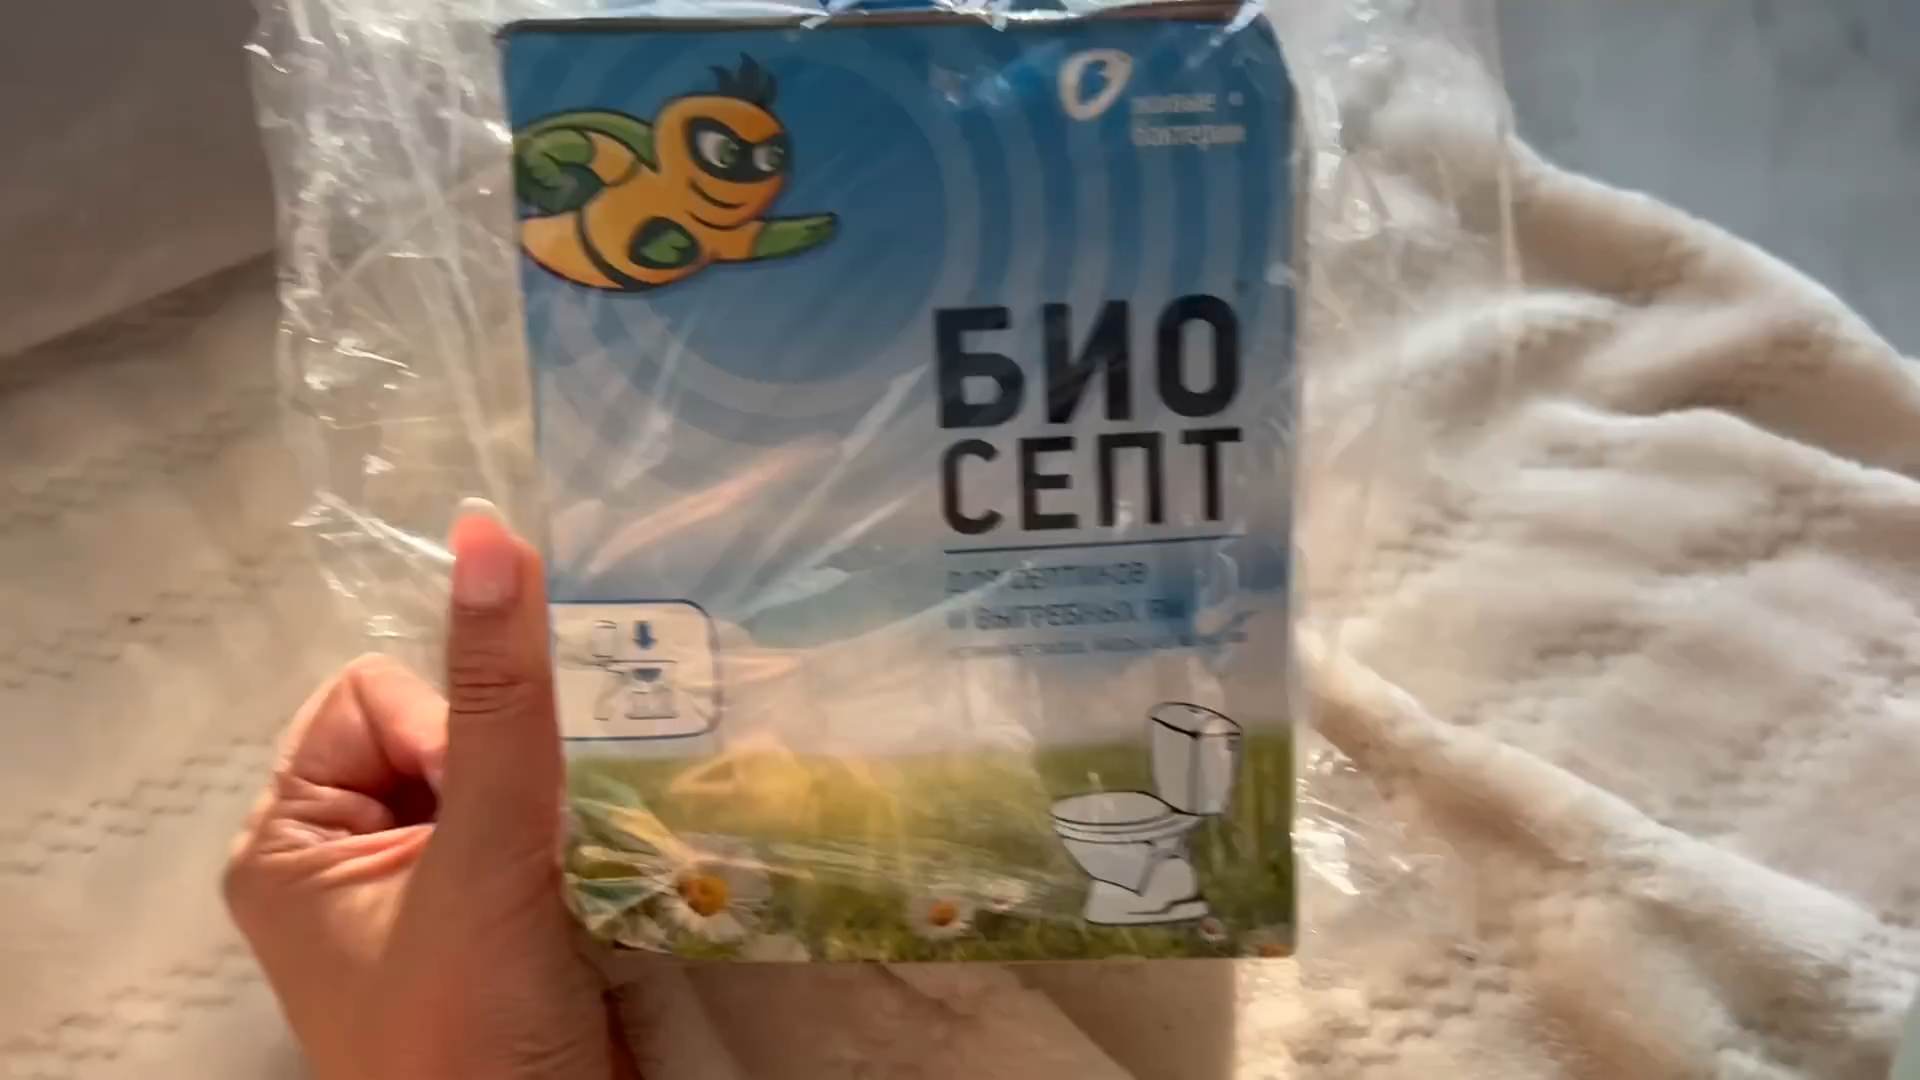 живые
бактерии
БИО
СЕПТ
ДЛЯ СЕПТИКОВ
И ВЫГРЕБНЫХ ЯМ